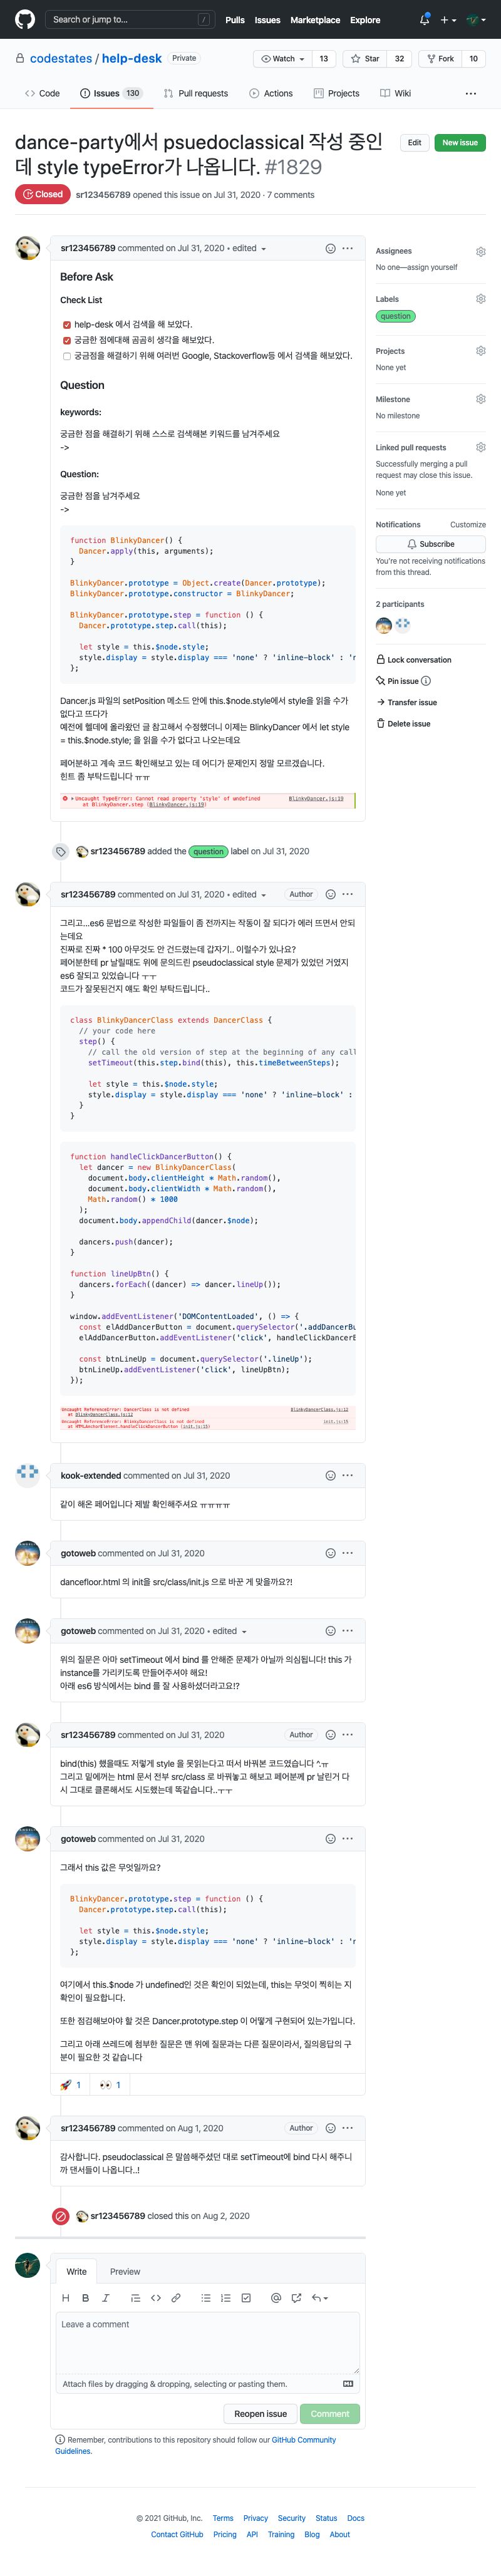 Search or jump to...
/
Pulls Issues Marketplace Explore
codestates / help-desk Private
Watch 13 Star 32 Fork 10
Code Issues 130 Pull requests Actions Projects Wiki
dance-party에서 psuedoclassical 작성 중인
데 style typeError가 나옵니다. #1829
Edit New issue
Closed sr123456789 opened this issue on Jul 31, 2020 · 7 comments
sr123456789 commented on Jul 31, 2020 • edited
Before Ask
Check List
help-desk 에서 검색을 해 보았다.
궁금한 점에대해 곰곰히 생각을 해보았다.
궁금점을 해결하기 위해 여러번 Google, Stackoverflow등 에서 검색을 해보았다.
Question
keywords:
궁금한 점을 해결하기 위해 스스로 검색해본 키워드를 남겨주세요
->
Question:
궁금한 점을 남겨주세요
->
function BlinkyDancer() {
Dancer.apply(this, arguments);
}
BlinkyDancer.prototype = Object.create(Dancer.prototype);
BlinkyDancer.prototype.constructor = BlinkyDancer;
BlinkyDancer.prototype.step = function () {
Dancer.prototype.step.call(this);
let style = this.$node.style;
style.display = style.display === 'none' ? 'inline-block' : 'r
};
Dancer.js 파일의 setPosition 메소드 안에 this.$node.style에서 style을 읽을 수가
없다고 뜨다가
예전에 헬데에 올라왔던 글 참고해서 수정했더니 이제는 BlinkyDancer 에서 let style
= this.$node.style; 을 읽을 수가 없다고 나오는데요
페어분하고 계속 코드 확인해보고 있는 데 어디가 문제인지 정말 모르겠습니다.
힌트 좀 부탁드립니다 ㅠㅠ
Uncaught TypeError: Cannot read property 'style' of undefined BlinkyDancer.js:19
at BlinkyDancer.step (BlinkyDancer.js:19)
sr123456789 added the question label on Jul 31, 2020
sr123456789 commented on Jul 31, 2020 • edited Author
그리고...es6 문법으로 작성한 파일들이 좀 전까지는 작동이 잘 되다가 에러 뜨면서 안되
는데요
진짜로 진짜 * 100 아무것도 안 건드렸는데 갑자기.. 이럴수가 있나요?
페어분한테 pr 날릴때도 위에 문의드린 pseudoclassical style 문제가 있었던 거였지
es6 잘되고 있었습니다 ㅜㅜ
코드가 잘못된건지 얘도 확인 부탁드립니다..
class BlinkyDancerClass extends DancerClass {
// your code here
step() {
// call the old version of step at the beginning of any call
setTimeout(this.step.bind(this), this.timeBetweenSteps);
let style = this.$node.style;
style.display = style.display === 'none' ? 'inline-block' :
}
}
function handleClickDancerButton() {
let dancer = new BlinkyDancerClass(
document.body.clientHeight * Math.random(),
document.body.clientWidth * Math.random(),
Math.random() * 1000
);
document.body.appendChild(dancer.$node);
dancers.push(dancer);
}
function lineUpBtn() {
dancers.forEach((dancer) => dancer.lineUp());
}
window.addEventListener('DOMContentLoaded', () => {
const elAddDancerButton = document.querySelector('.addDancerBu
elAddDancerButton.addEventListener('click', handleClickDancerB
const btnLineUp = document.querySelector('.lineUp');
btnLineUp.addEventListener('click', lineUpBtn);
});
Uncaught ReferenceError: DancerClass is not defined BlinkyDancerClass.js:12
at BlinkyDancerClass.js:12
Uncaught ReferenceError: BlinkyDancerClass is not defined init.js:15
at HTMLAnchorElement.handleClickDancerButton (init.js:15)
kook-extended commented on Jul 31, 2020
같이 해온 페어입니다 제발 확인해주셔요 ㅠㅠㅠㅠ
gotoweb commented on Jul 31, 2020
dancefloor.html 의 init을 src/class/init.js 으로 바꾼 게 맞을까요?!
gotoweb commented on Jul 31, 2020 • edited
위의 질문은 아마 setTimeout 에서 bind 를 안해준 문제가 아닐까 의심됩니다! this 가
instance를 가리키도록 만들어주셔야 해요!
아래 es6 방식에서는 bind 를 잘 사용하셨더라고요!?
sr123456789 commented on Jul 31, 2020 Author
bind(this) 했을때도 저렇게 style 을 못읽는다고 떠서 바꿔본 코드였습니다 ^.ㅠ
그리고 밑에꺼는 html 문서 전부 src/class 로 바꿔놓고 해보고 페어분께 pr 날린거 다
시 그대로 클론해서도 시도했는데 똑같습니다..ㅜㅜ
gotoweb commented on Jul 31, 2020
그래서 this 값은 무엇일까요?
BlinkyDancer.prototype.step = function () {
Dancer.prototype.step.call(this);
let style = this.$node.style;
style.display = style.display === 'none' ? 'inline-block' : 'r
};
여기에서 this.$node 가 undefined인 것은 확인이 되었는데, this는 무엇이 찍히는 지
확인이 필요합니다.
또한 점검해보아야 할 것은 Dancer.prototype.step 이 어떻게 구현되어 있는가입니다.
그리고 아래 쓰레드에 첨부한 질문은 맨 위에 질문과는 다른 질문이라서, 질의응답의 구
분이 필요한 것 같습니다
1 1
sr123456789 commented on Aug 1, 2020 Author
감사합니다. pseudoclassical 은 말씀해주셨던 대로 setTimeout에 bind 다시 해주니
까 댄서들이 나옵니다..!
sr123456789 closed this on Aug 2, 2020
Write Preview
Leave a comment
Attach files by dragging & dropping, selecting or pasting them.
Reopen issue Comment
Remember, contributions to this repository should follow our GitHub Community
Guidelines.
Assignees
No one—assign yourself
Labels
question
Projects
None yet
Milestone
No milestone
Linked pull requests
Successfully merging a pull
request may close this issue.
None yet
Notifications Customize
Subscribe
You're not receiving notifications
from this thread.
2 participants
Lock conversation
Pin issue
Transfer issue
Delete issue
© 2021 GitHub, Inc. Terms Privacy Security Status Docs
Contact GitHub Pricing API Training Blog About